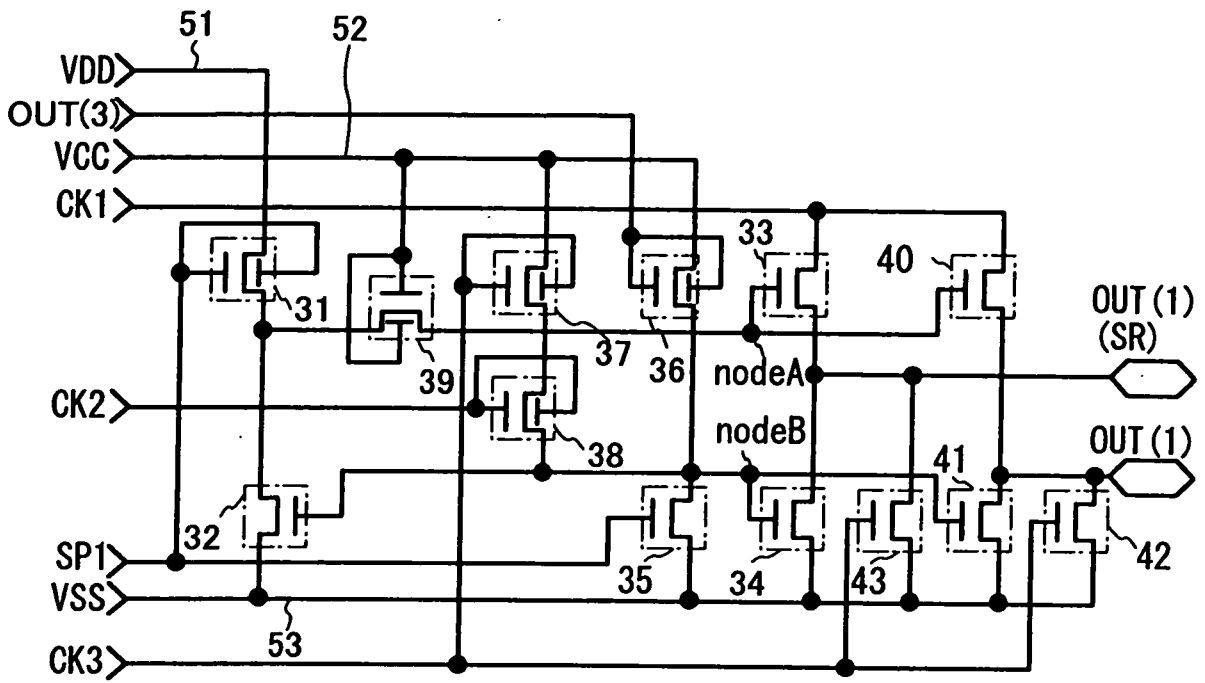 51
52
VDD
OUT(3)
VCC
CK1
33
40
31
OUT(1)
(SR)
39
37
36
nodeA
CK2
OUT(1)
nodeB
38
41
32
SP1
35
34
43
42
VSS
53
CK3